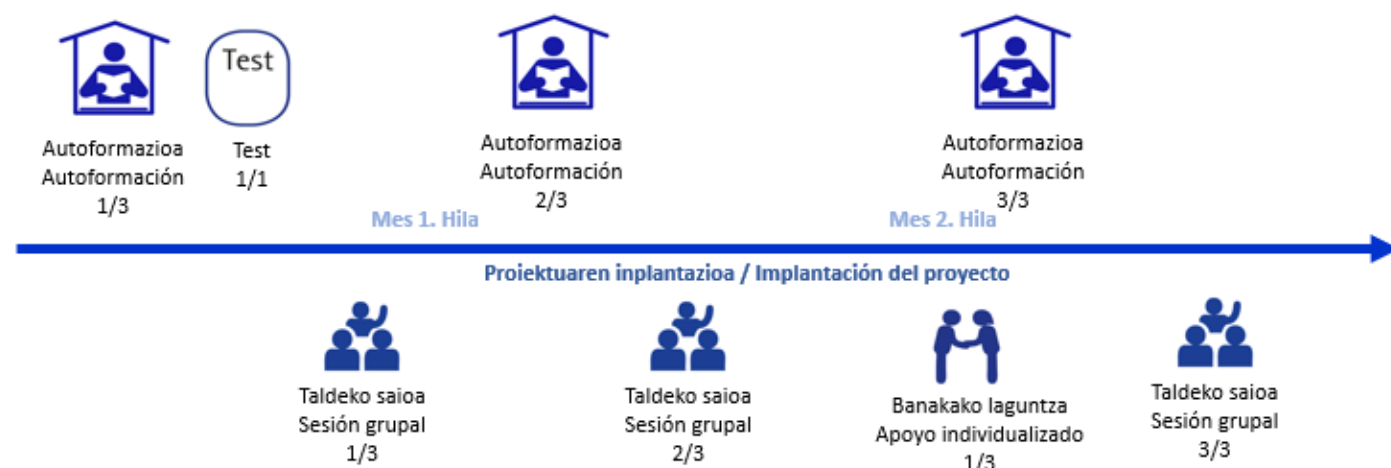 Test
Autoformazioa
Autoformación
1/3
Test
1/1
Autoformazioa
Autoformación
2/3
Autoformazioa
Autoformación
3/3
Mes 1. Hila
Mes 2. Hila
Proiektuaren inplantazioa / Implantación del proyecto
Taldeko saioa
Sesión grupal
1/3
Taldeko saioa
Sesión grupal
2/3
Banakako laguntza
Apoyo individualizado
1/3
Taldeko saioa
Sesión grupal
3/3